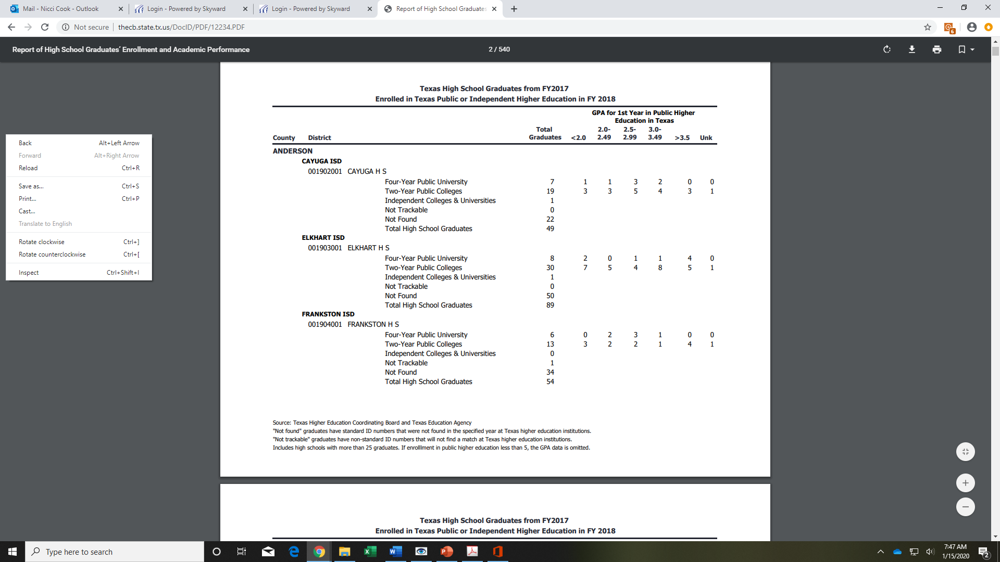 Mail - Nicci Cook - Outlook
Login - Powered by Skyward
Login - Powered by Skyward
Report of High School Graduates
Not secure thecb.state.tx.us/DocID/PDF/12234.PDF
6
Report of High School Graduates' Enrollment and Academic Performance
2 / 540
Back Alt+Left Arrow
Forward Alt+Right Arrow
Reload Ctrl+R
Save as... Ctrl+S
Print... Ctrl+P
Cast...
Translate to English
Rotate clockwise Ctrl+]
Rotate counterclockwise Ctrl+[
Inspect Ctrl+Shift+I
Texas High School Graduates from FY2017
Enrolled in Texas Public or Independent Higher Education in FY 2018
GPA for 1st Year in Public Higher
Education in Texas
Total 2.0- 2.5- 3.0-
County District Graduates <2.0 2.49 2.99 3.49 >3.5 Unk
ANDERSON
CAYUGA ISD
001902001 CAYUGA H S
Four-Year Public University 7 1 1 3 2 0 0
Two-Year Public Colleges 19 3 3 5 4 3 1
Independent Colleges & Universities 1
Not Trackable 0
Not Found 22
Total High School Graduates 49
ELKHART ISD
001903001 ELKHART H S
Four-Year Public University 8 2 0 1 1 4 0
Two-Year Public Colleges 30 7 5 4 8 5 1
Independent Colleges & Universities 1
Not Trackable 0
Not Found 50
Total High School Graduates 89
FRANKSTON ISD
001904001 FRANKSTON H S
Four-Year Public University 6 0 2 3 1 0 0
Two-Year Public Colleges 13 3 2 2 1 4 1
Independent Colleges & Universities 0
Not Trackable 1
Not Found 34
Total High School Graduates 54
Source: Texas Higher Education Coordinating Board and Texas Education Agency
"Not found" graduates have standard ID numbers that were not found in the specified year at Texas higher education institutions.
"Not trackable" graduates have non-standard ID numbers that will not find a match at Texas higher education institutions.
Includes high schools with more than 25 graduates. If enrolllment in public higher education less than 5, the GPA data is omitted.
Texas High School Graduates from FY2017
Enrolled in Texas Public or Independent Higher Education in FY 2018
Type here to search
7:47 AM
1/15/2020
2